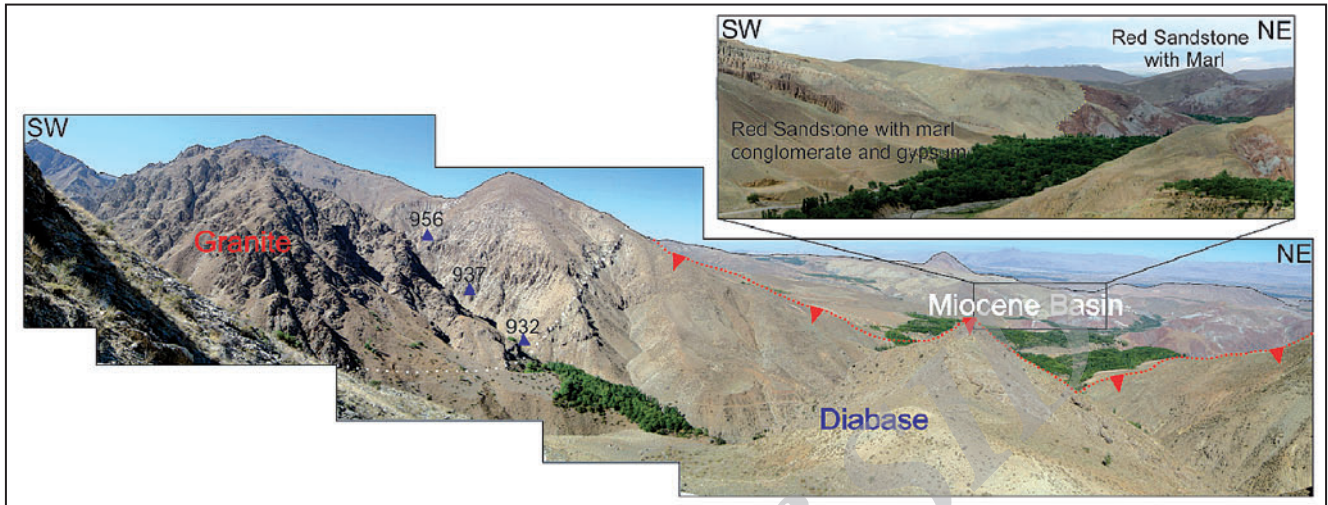 SW
NE
Red Sandstone
with Marl
Red Sandstone with marl
conglomerate and gypsum
SW
NE
956
Granite
937
Miocene Basin
932
Diabase